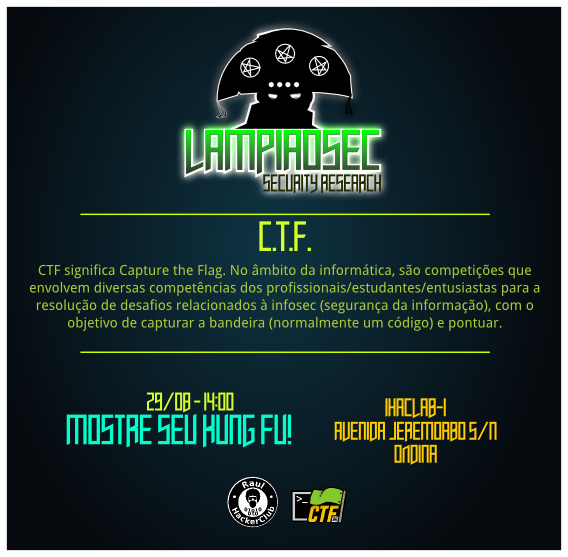 LAMPIAOSEC
SECURITY RESEARCH
C.T.F.
CTF significa Capture the Flag. No âmbito da informática, são competições que
envolvem diversas competências dos profissionais/estudantes/entusiastas para a
resolução de desafios relacionados à infosec (segurança da informação), com o
objetivo de capturar a bandeira (normalmente um código) e pontuar.
29/08 - 14:00
MOSTRE SEU KUNG FU!
IHACLAB-I
AVENIDA JEREMOABO S/N
ONDINA
Raul
HackerClub
>_
CTF